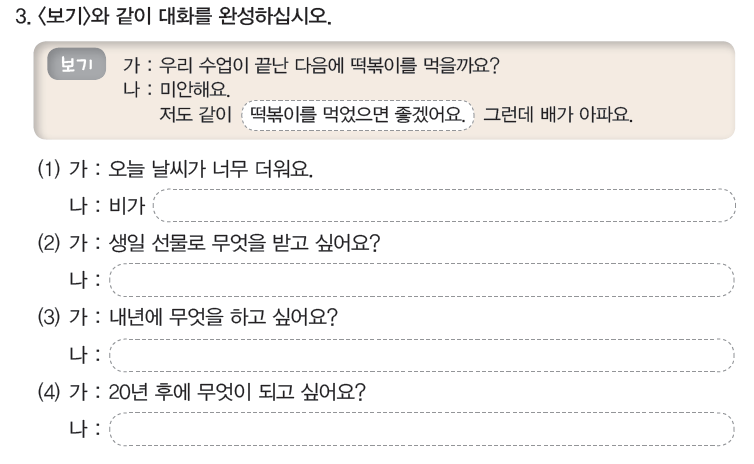 3. 〈보기〉와 같이 대화를 완성하십시오.
보기
가 : 우리 수업이 끝난 다음에 떡볶이를 먹을까요?
나 : 미안해요.
저도 같이 떡볶이를 먹었으면 좋겠어요. 그런데 배가 아파요.
(1) 가 : 오늘 날씨가 너무 더워요.
나 : 비가
(2) 가 : 생일 선물로 무엇을 받고 싶어요?
나 :
(3) 가 : 내년에 무엇을 하고 싶어요?
나 :
(4) 가 : 20년 후에 무엇이 되고 싶어요?
나 :